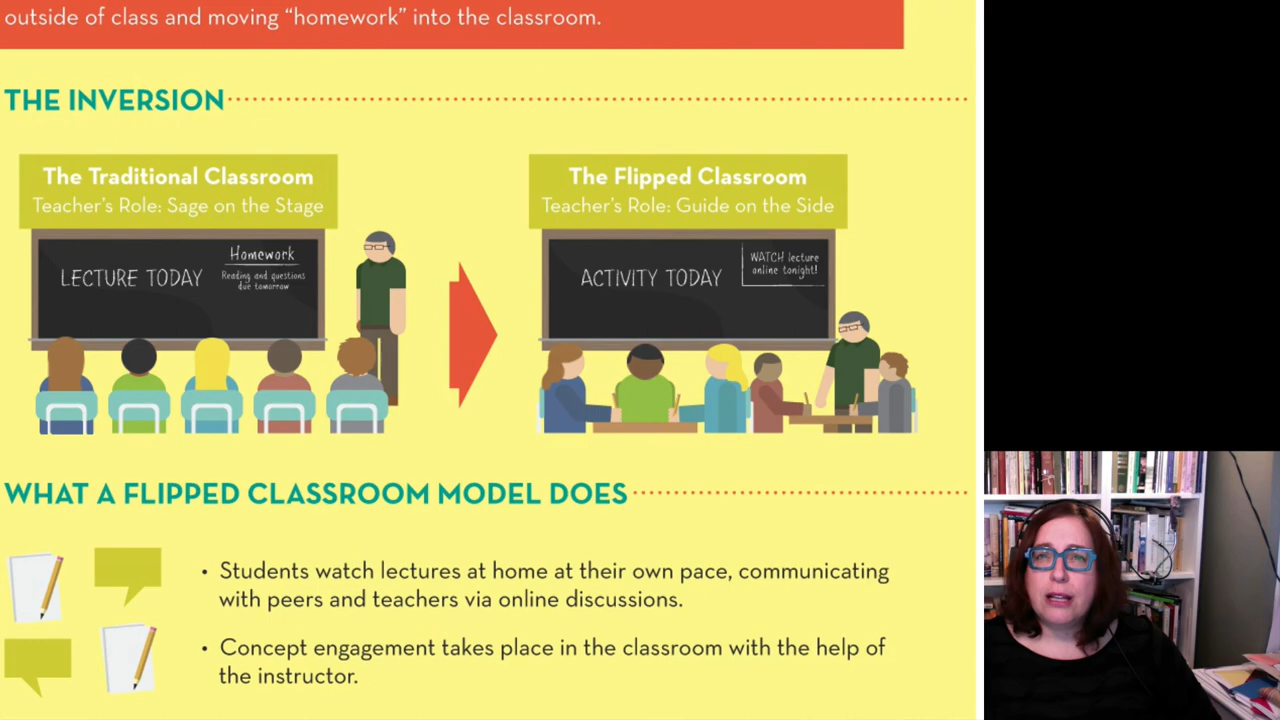 outside of class and moving “homework” into the classroom.
THE INVERSION
The Traditional Classroom
Teacher’s Role: Sage on the Stage
LECTURE TODAY
Homework
Reading and questions
due tomorrow
The Flipped Classroom
Teacher’s Role: Guide on the Side
ACTIVITY TODAY
WATCH lecture
online tonight!
WHAT A FLIPPED CLASSROOM MODEL DOES
• Students watch lectures at home at their own pace, communicating
with peers and teachers via online discussions.
• Concept engagement takes place in the classroom with the help of
the instructor.